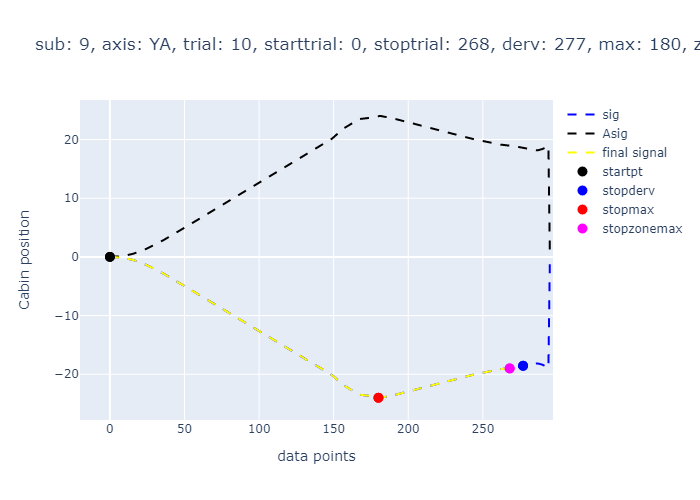 sub: 9, axis: YA, trial: 10, starttrial: 0, stoptrial: 268, derv: 277, max: 180, z
sig
Asig
final signal
startpt
stopderv
stopmax
stopzonemax
20
10
0
−10
−20
Cabin position
0 50 100 150 200 250
data points